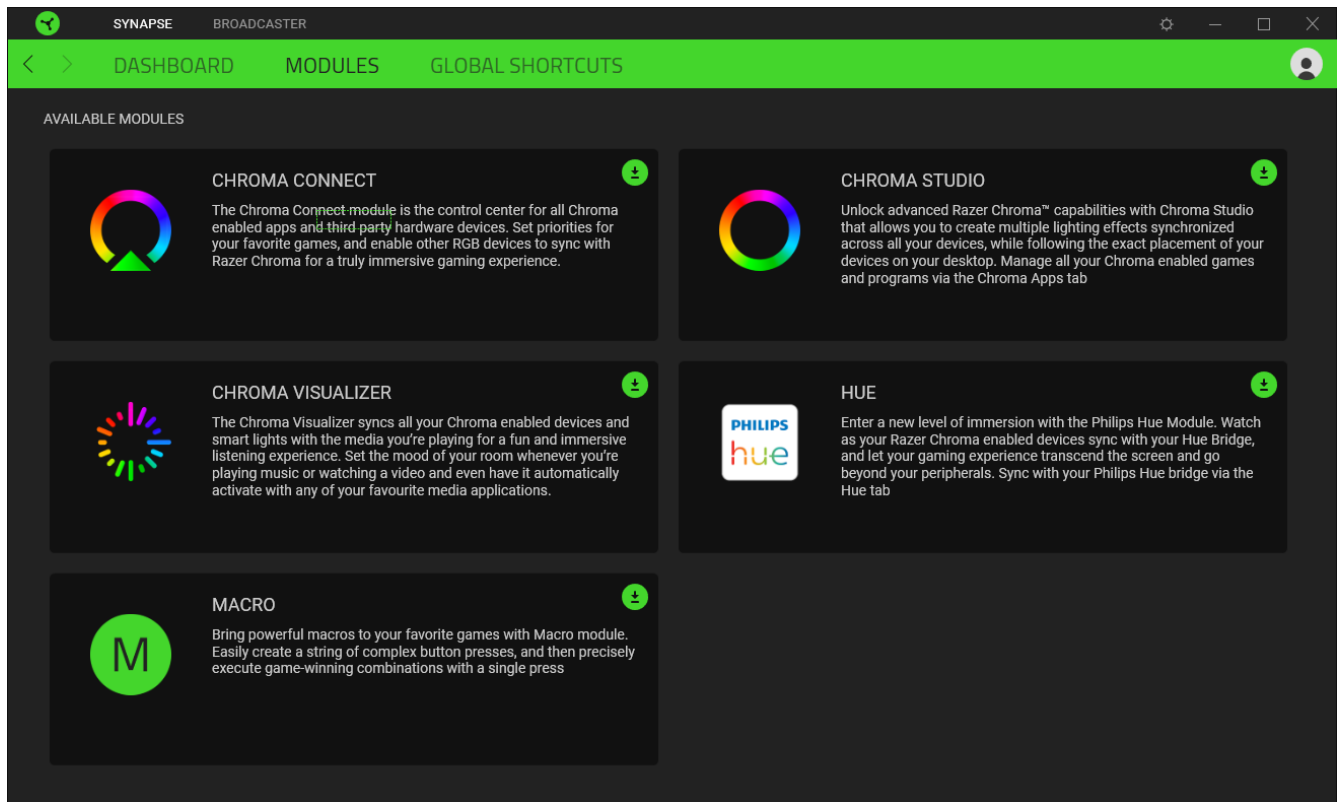 SYNAPSE BROADCASTER
DASHBOARD MODULES GLOBAL SHORTCUTS
AVAILABLE MODULES
CHROMA CONNECT
The Chroma Connect module is the control center for all Chroma
enabled apps and third party hardware devices. Set priorities for
your favorite games, and enable other RGB devices to sync with
Razer Chroma for a truly immersive gaming experience.
CHROMA STUDIO
Unlock advanced Razer Chroma™ capabilities with Chroma Studio
that allows you to create multiple lighting effects synchronized
across all your devices, while following the exact placement of your
devices on your desktop. Manage all your Chroma enabled games
and programs via the Chroma Apps tab
CHROMA VISUALIZER
The Chroma Visualizer syncs all your Chroma enabled devices and
smart lights with the media you’re playing for a fun and immersive
listening experience. Set the mood of your room whenever you’re
playing music or watching a video and even have it automatically
activate with any of your favourite media applications.
PHILIPS
hue
HUE
Enter a new level of immersion with the Philips Hue Module. Watch
as your Razer Chroma enabled devices sync with your Hue Bridge,
and let your gaming experience transcend the screen and go
beyond your peripherals. Sync with your Philips Hue bridge via the
Hue tab
M
MACRO
Bring powerful macros to your favorite games with Macro module.
Easily create a string of complex button presses, and then precisely
execute game-winning combinations with a single press